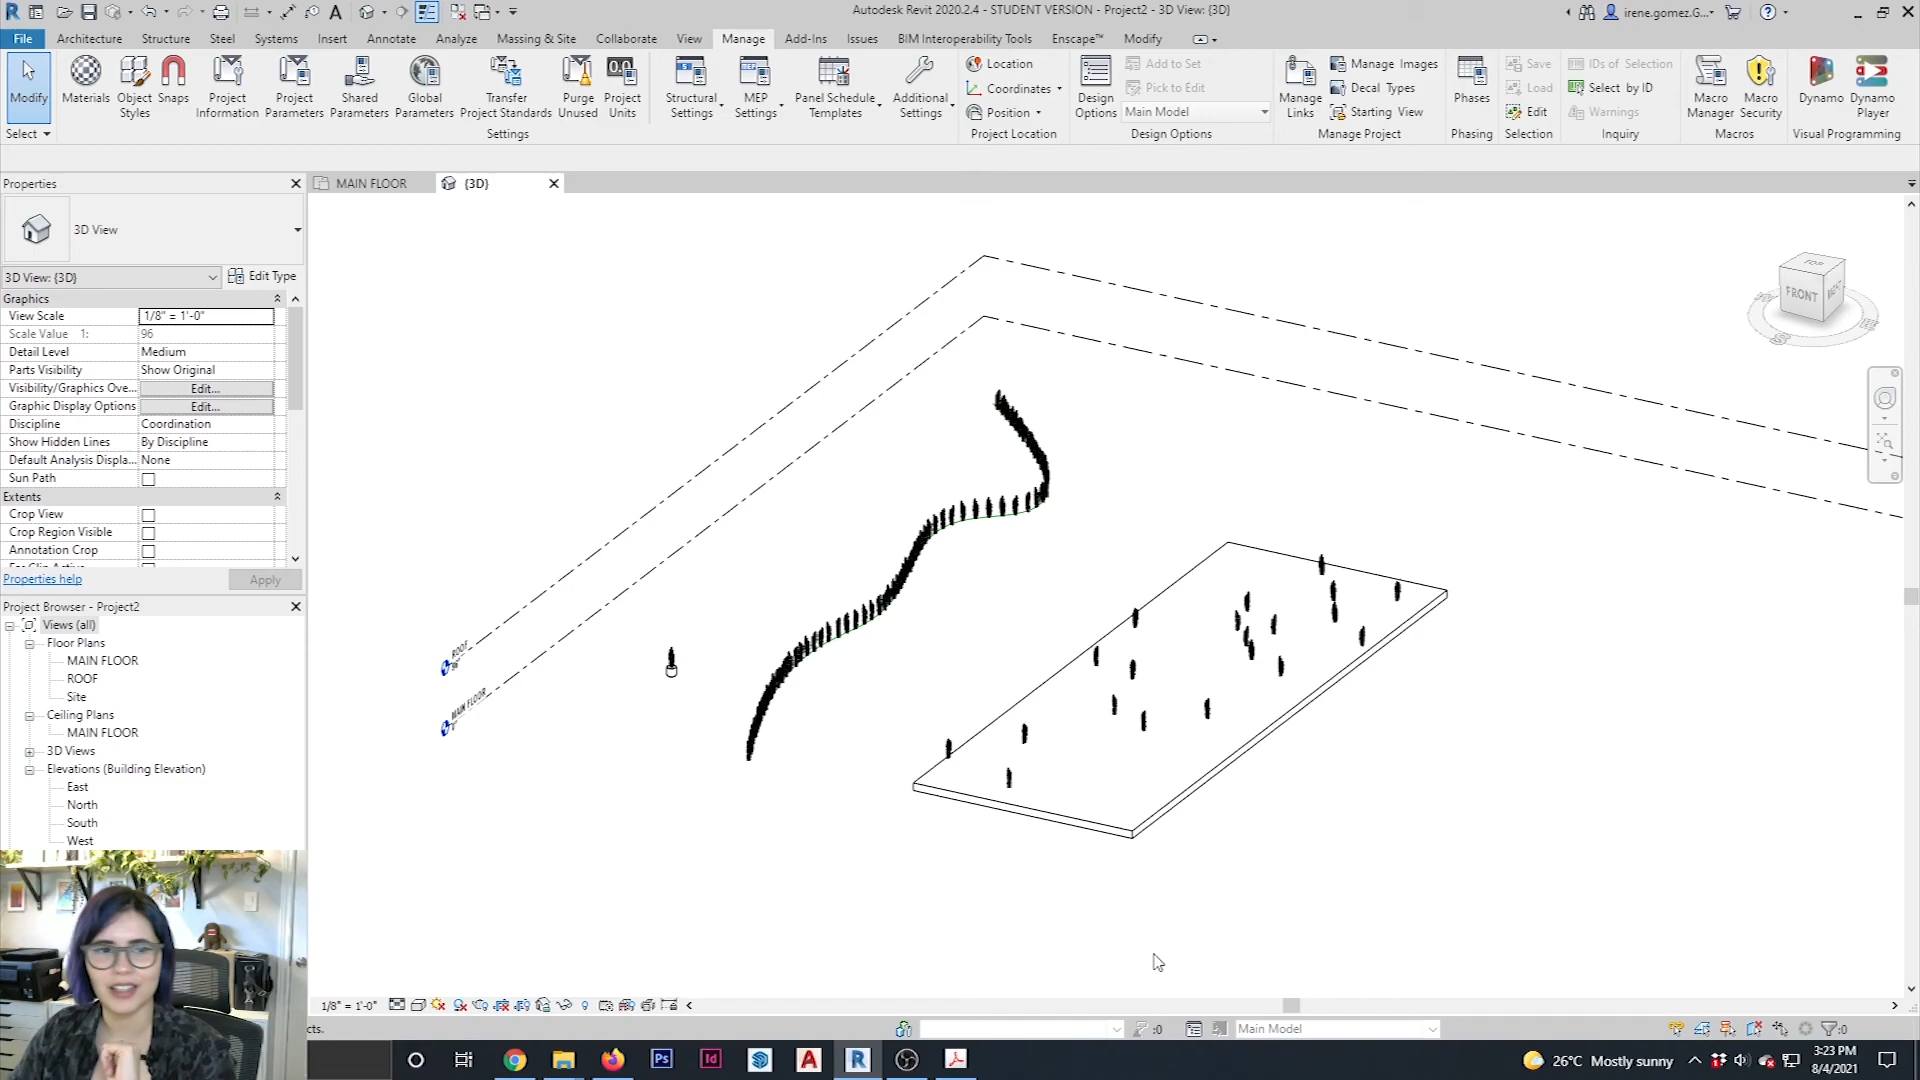 Autodesk Revit 2020.2.4 - STUDENT VERSION - Project2 - 3D View: {3D}
irene.gomez.G...
File Architecture Structure Steel Systems Insert Annotate Analyze Massing & Site Collaborate View Manage Add-Ins Issues BIM Interoperability Tools Enscape™ Modify
Modify
Materials
Object Styles
Snaps
Project Information
Project Parameters
Shared Parameters
Global Parameters
Transfer Project Standards
Purge Unused
Project Units
Structural Settings
MEP Settings
Panel Schedule Templates
Additional Settings
Location
Coordinates
Position
Design Options
Add to Set
Pick to Edit
Main Model
Manage Links
Manage Images
Decal Types
Starting View
Phases
Save
Load
Edit
IDs of Selection
Select by ID
Warnings
Macro Manager
Macro Security
Dynamo
Dynamo Player
Select Settings Project Location Design Options Manage Project Phasing Selection Inquiry Macros Visual Programming
Properties
MAIN FLOOR
{3D}
3D View
3D View: {3D}
Edit Type
Graphics
View Scale 1/8" = 1'-0"
Scale Value 1: 96
Detail Level Medium
Parts Visibility Show Original
Visibility/Graphics Ove... Edit...
Graphic Display Options Edit...
Discipline Coordination
Show Hidden Lines By Discipline
Default Analysis Displa... None
Sun Path
Extents
Crop View
Crop Region Visible
Annotation Crop
Properties help
Apply
Project Browser - Project2
Views (all)
Floor Plans
MAIN FLOOR
ROOF
Site
Ceiling Plans
MAIN FLOOR
3D Views
Elevations (Building Elevation)
East
North
South
West
TOP
FRONT
RIGHT
S
E
ROOF
MAIN FLOOR
1/8" = 1'-0"
cts.
:0
Main Model
:0
Ps
Id
A
R
26°C Mostly sunny
3:23 PM
8/4/2021